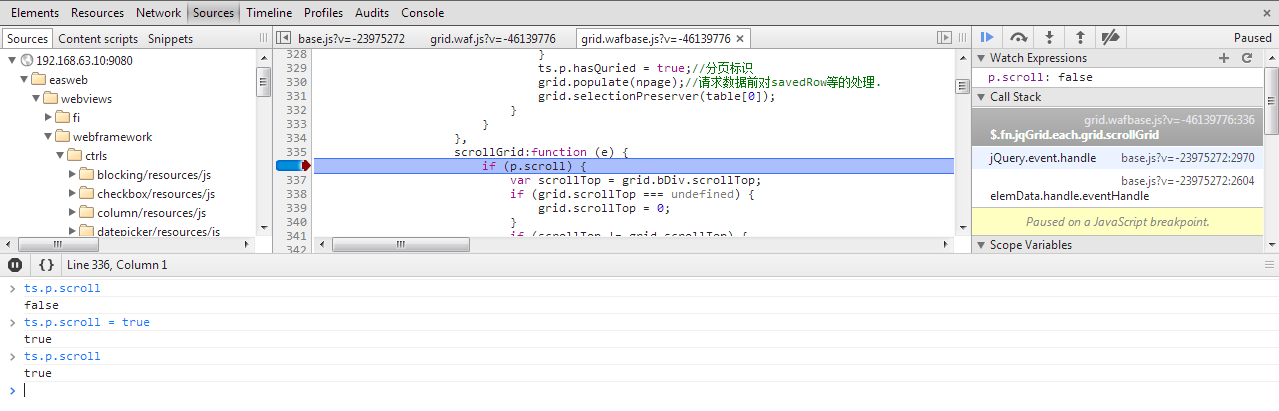 Elements Resources Network Sources Timeline Profiles Audits Console ×
Sources Content scripts Snippets
base.js?v=-23975272 grid.waf.js?v=-46139776 grid.wafbase.js?v=-46139776 ×
Paused
192.168.63.10:9080
easweb
webviews
fi
webframework
ctrls
blocking/resources/js
checkbox/resources/js
column/resources/js
datepicker/resources/js
328 }
329 ts.p.hasQuried = true;//分页标识
330 grid.populate(npage);//请求数据前对savedRow等的处理.
331 grid.selectionPreserver(table[0]);
332 }
333 }
334 },
335 scrollGrid:function (e) {
if (p.scroll) {
337 var scrollTop = grid.bDiv.scrollTop;
338 if (grid.scrollTop === undefined) {
339 grid.scrollTop = 0;
340 }
341 if (scrollTop != grid.scrollTop) {
342
Watch Expressions
p.scroll: false
Call Stack
grid.wafbase.js?v=-46139776:336
$.fn.jqGrid.each.grid.scrollGrid
jQuery.event.handle base.js?v=-23975272:2970
base.js?v=-23975272:2604
elemData.handle.eventHandle
Paused on a JavaScript breakpoint.
Scope Variables
{} Line 336, Column 1
> ts.p.scroll
false
> ts.p.scroll = true
true
> ts.p.scroll
true
>